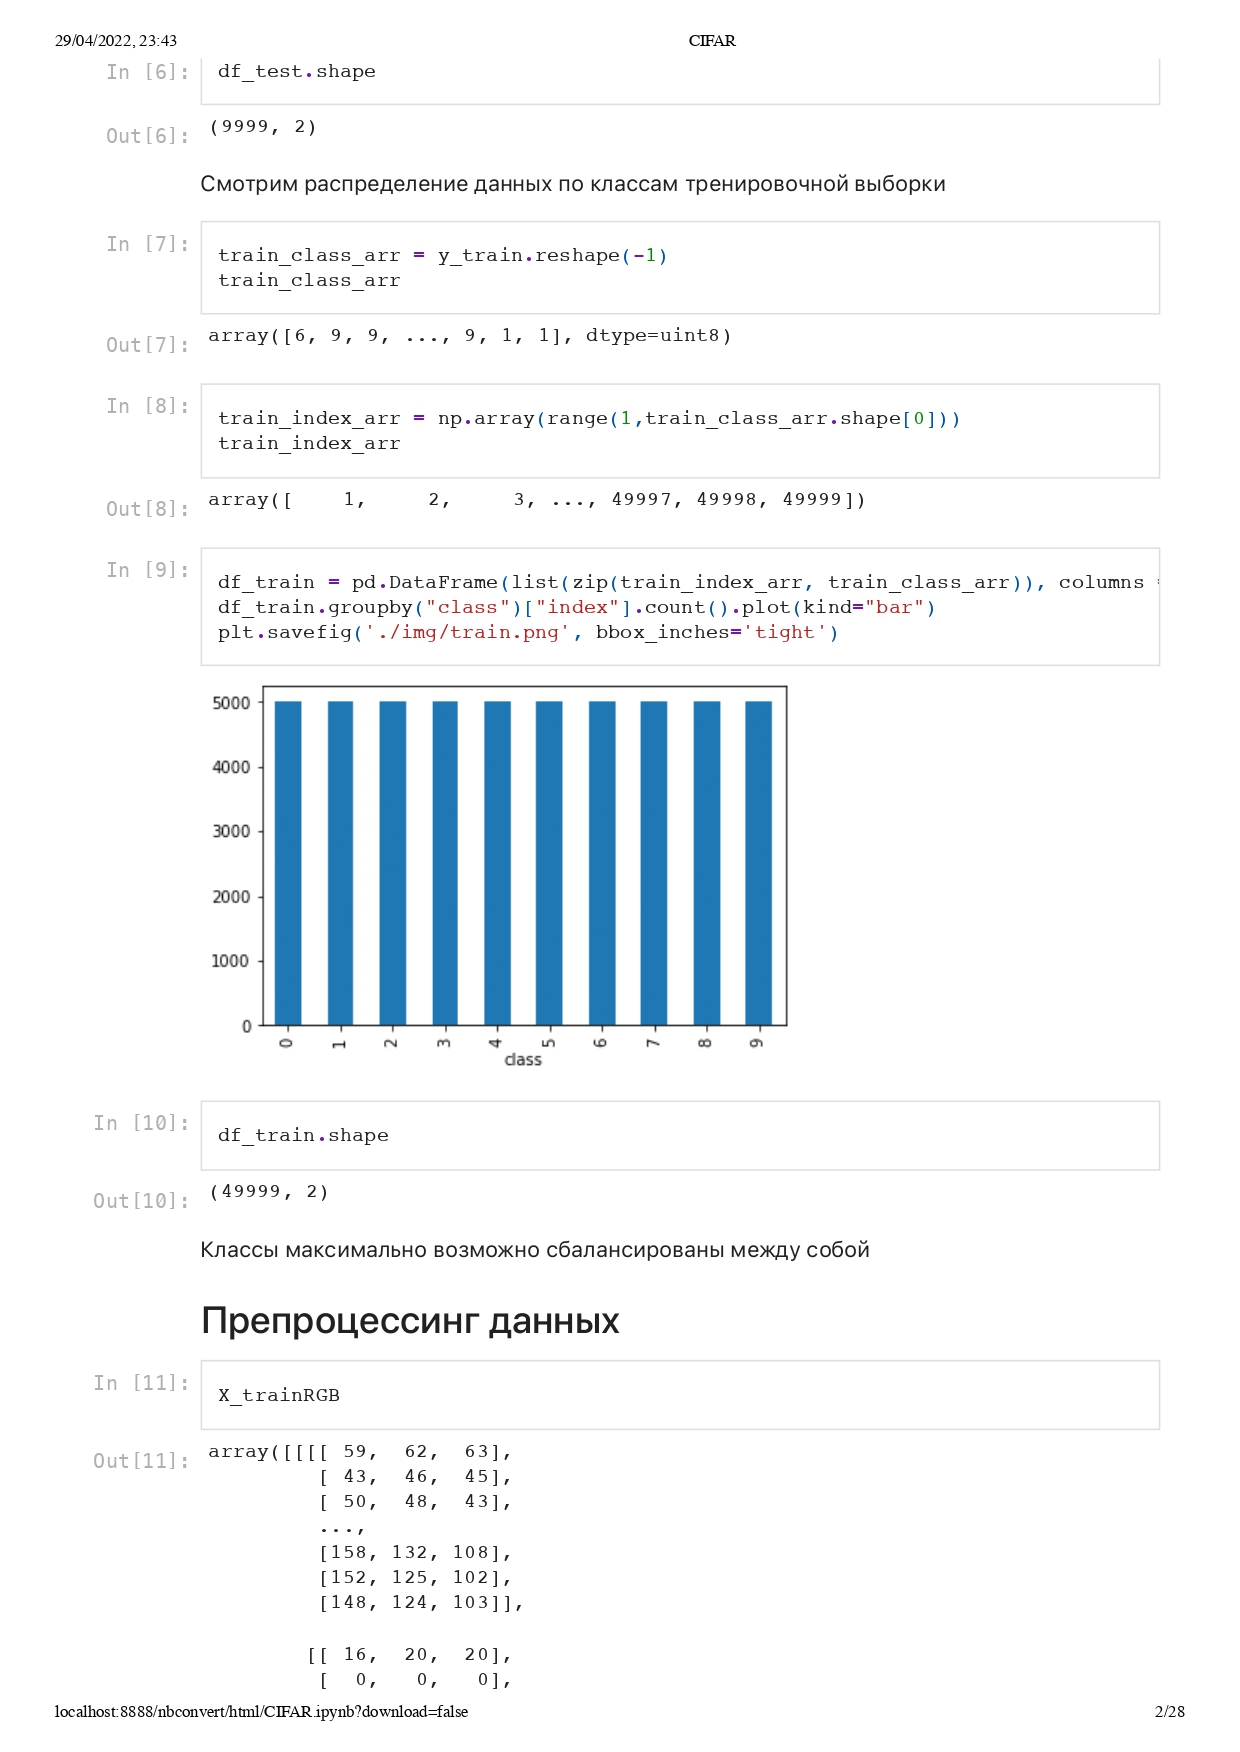 29/04/2022, 23:43 CIFAR
In [6]: df_test.shape
Out[6]: (9999, 2)
Смотрим распределение данных по классам тренировочной выборки
In [7]: train_class_arr = y_train.reshape(-1)
train_class_arr
Out[7]: array([6, 9, 9, ..., 9, 1, 1], dtype=uint8)
In [8]: train_index_arr = np.array(range(1,train_class_arr.shape[0]))
train_index_arr
Out[8]: array([    1,     2,     3, ..., 49997, 49998, 49999])
In [9]: df_train = pd.DataFrame(list(zip(train_index_arr, train_class_arr)), columns =
df_train.groupby("class")["index"].count().plot(kind="bar")
plt.savefig('./img/train.png', bbox_inches='tight')
5000
4000
3000
2000
1000
0
0 1 2 3 4 5 6 7 8 9
class
In [10]: df_train.shape
Out[10]: (49999, 2)
Классы максимально возможно сбалансированы между собой
Препроцессинг данных
In [11]: X_trainRGB
Out[11]: array([[[[ 59,  62,  63],
[ 43,  46,  45],
[ 50,  48,  43],
...,
[158, 132, 108],
[152, 125, 102],
[148, 124, 103]],
[[ 16,  20,  20],
[  0,   0,   0],
localhost:8888/nbconvert/html/CIFAR.ipynb?download=false 2/28